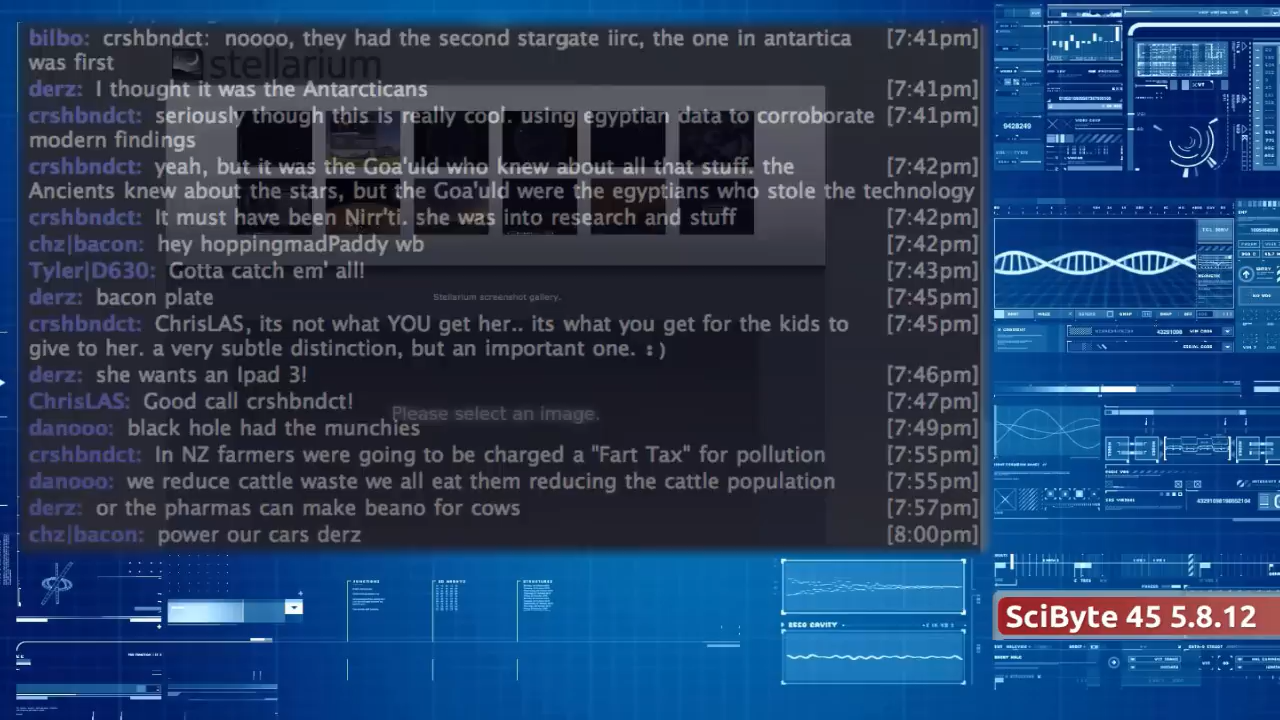 bilbo: crshbndct: noooo, they had the second stargate iirc, the one in antartica [7:41pm]
was first
derz: I thought it was the Antarcticans [7:41pm]
crshbndct: seriously though this is really cool. using egyptian data to corroborate [7:41pm]
modern findings
crshbndct: yeah, but it was the Goa'uld who knew about all that stuff. the [7:42pm]
Ancients knew about the stars, but the Goa'uld were the egyptians who stole the technology
crshbndct: It must have been Nirr'ti. she was into research and stuff [7:42pm]
chz|bacon: hey hoppingmadPaddy wb [7:42pm]
Tyler|D630: Gotta catch em' all! [7:43pm]
derz: bacon plate [7:43pm]
crshbndct: ChrisLAS, its not what YOU get her... its what you get for the kids to [7:46pm]
give to her. a very subtle distinction, but an important one. :)
derz: she wants an Ipad 3! [7:46pm]
ChrisLAS: Good call crshbndct! [7:47pm]
danooo: black hole had the munchies [7:49pm]
crshbndct: In NZ farmers were going to be charged a "Fart Tax" for pollution [7:55pm]
danooo: we reduce cattle cause we assist them reducing the cattle population [7:55pm]
derz: or the pharmas can make beano for cows [7:57pm]
chz|bacon: power our cars derz [8:00pm]
stellarium
Stellarium screenshot gallery.
Please select an image.
9428249
SciByte 45 5.8.12